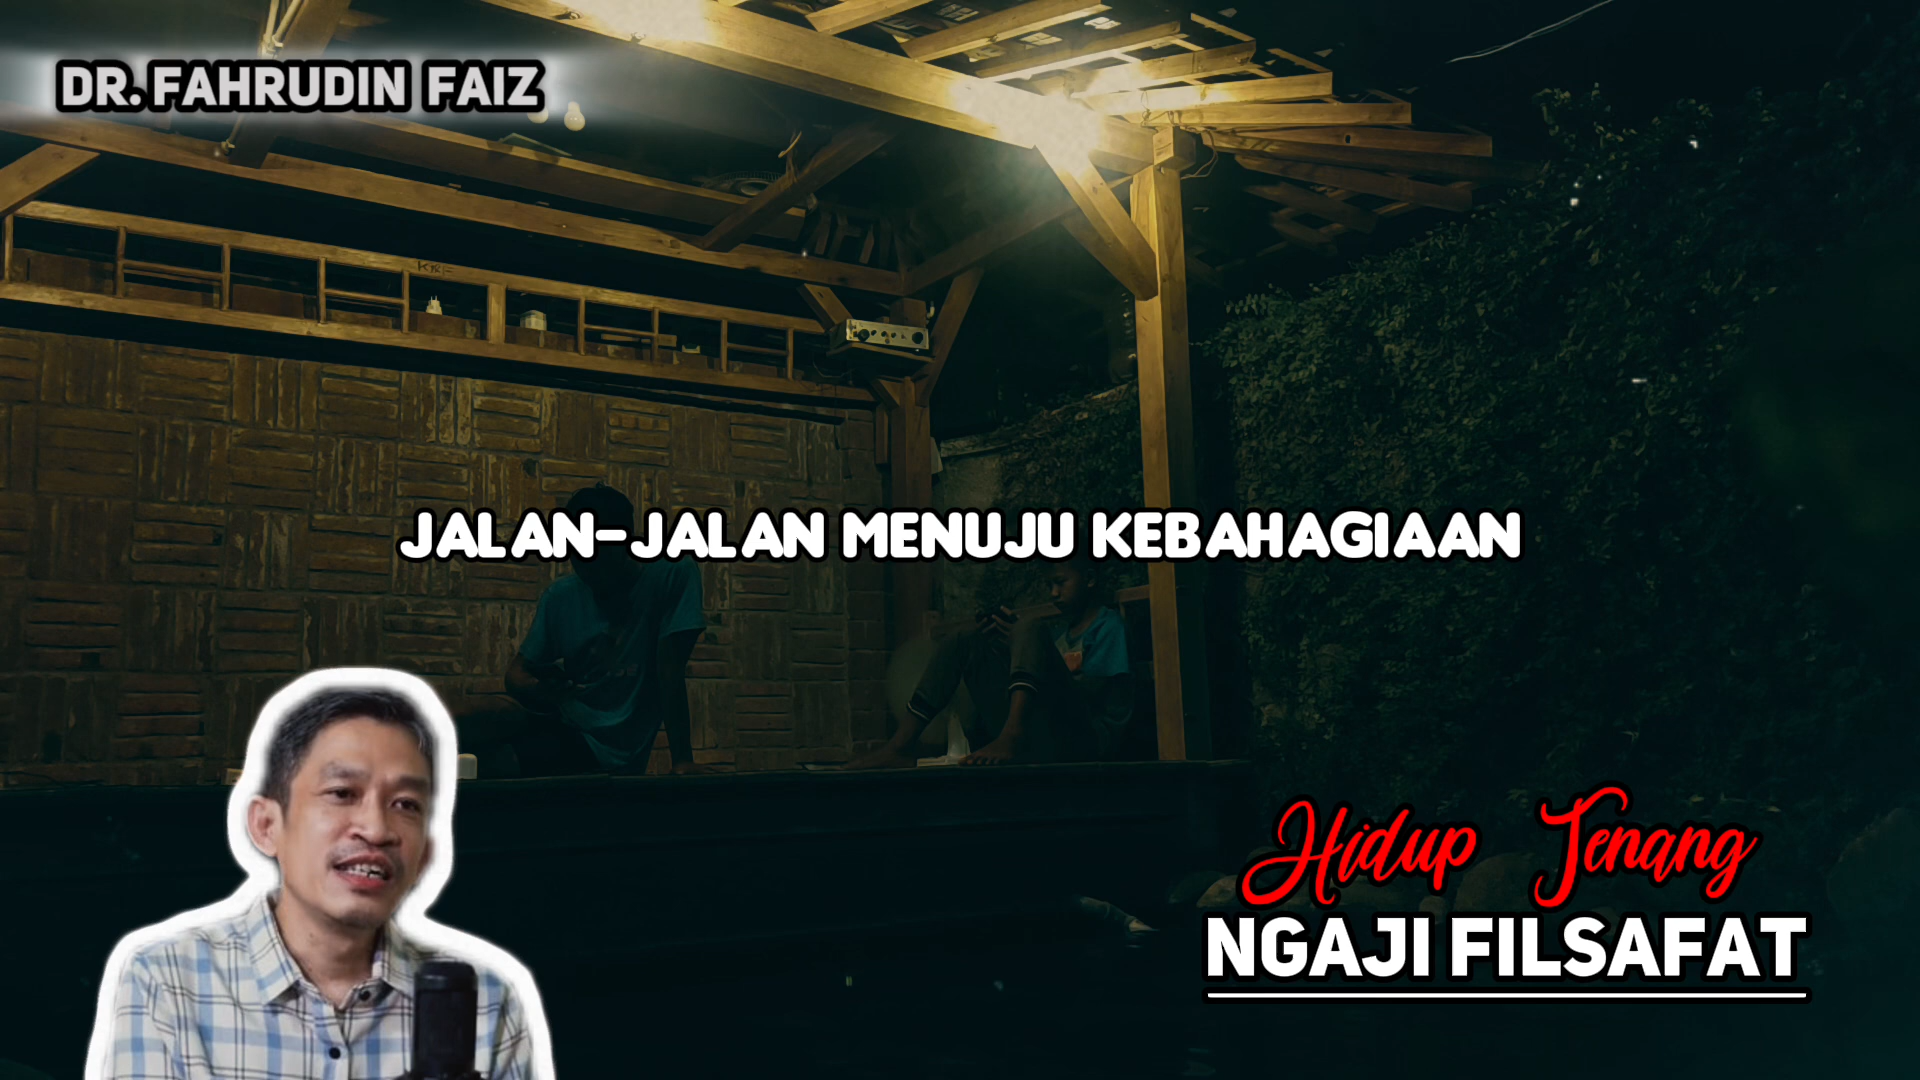 DR. FAHRUDIN FAIZ
JALAN-JALAN MENUJU KEBAHAGIAAN
Hidup Tenang
NGAJI FILSAFAT